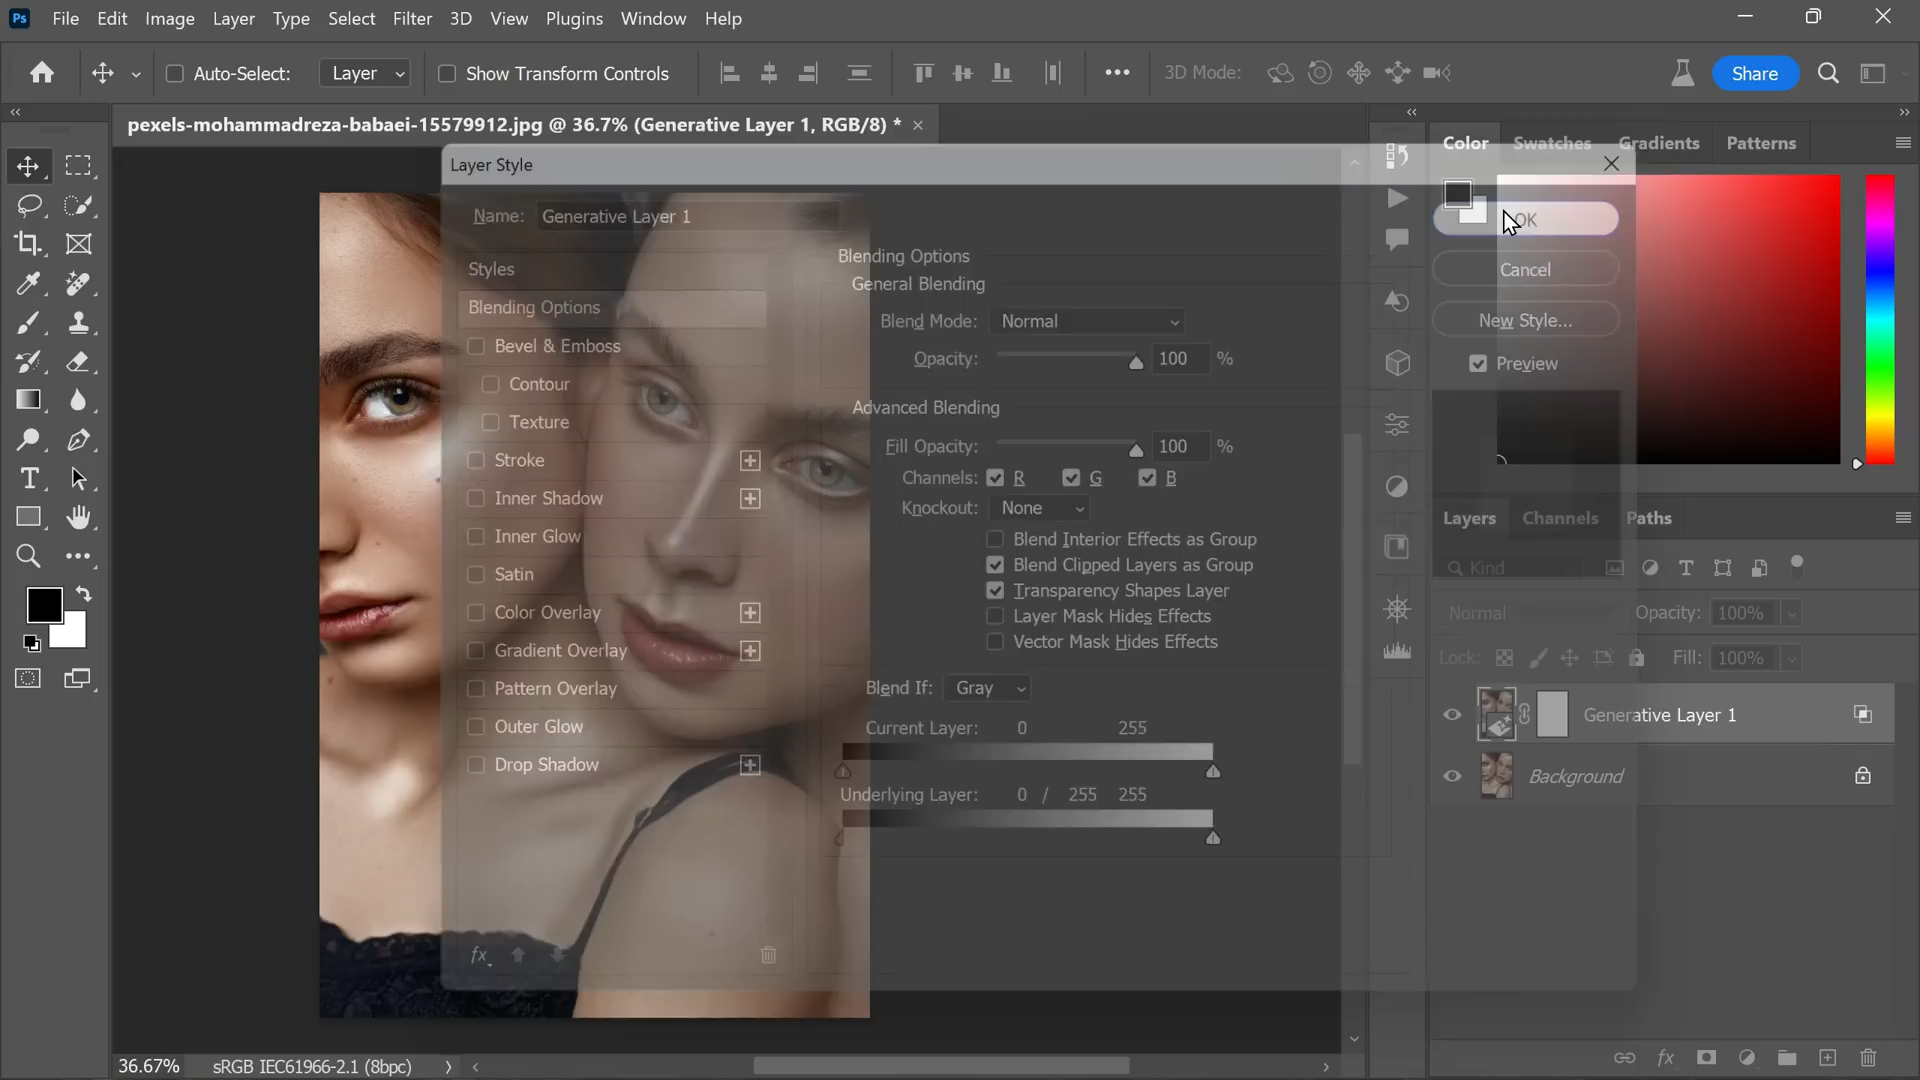 Ps File Edit Image Layer Type Select Filter 3D View Plugins Window Help
Auto-Select: Layer Show Transform Controls 3D Mode: Share
pexels-mohammadreza-babaei-15579912.jpg @ 36.7% (Generative Layer 1, RGB/8) *
Color Swatches Gradients Patterns
Layer Style
Name: Generative Layer 1
OK
Cancel
New Style...
Preview
Styles
Blending Options
Bevel & Emboss
Contour
Texture
Stroke
Inner Shadow
Inner Glow
Satin
Color Overlay
Gradient Overlay
Pattern Overlay
Outer Glow
Drop Shadow
fx
Blending Options
General Blending
Blend Mode: Normal
Opacity: 100 %
Advanced Blending
Fill Opacity: 100 %
Channels: R G B
Knockout: None
Blend Interior Effects as Group
Blend Clipped Layers as Group
Transparency Shapes Layer
Layer Mask Hides Effects
Vector Mask Hides Effects
Blend If: Gray
Current Layer: 0 255
Underlying Layer: 0 / 255 255
Layers Channels Paths
Kind
Normal Opacity: 100%
Lock: Fill: 100%
Generative Layer 1
Background
fx
36.67% sRGB IEC61966-2.1 (8bpc)